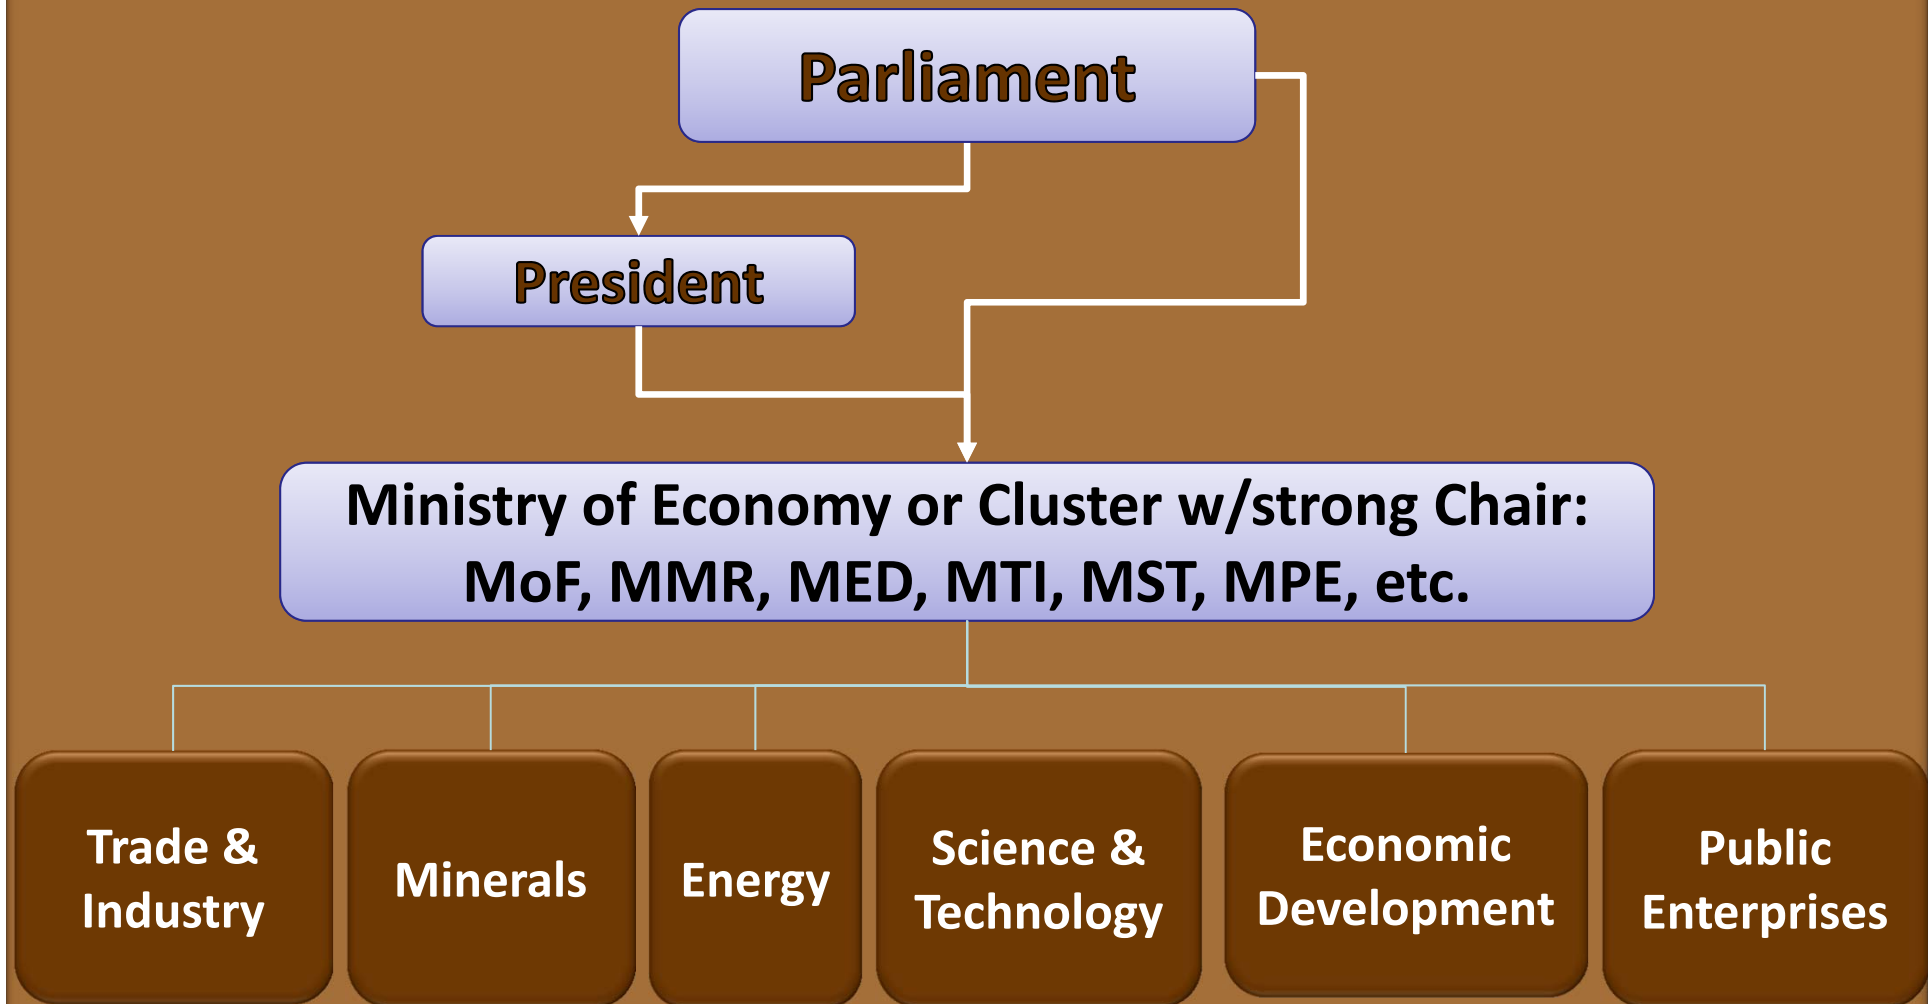 Parliament
President
Ministry of Economy or Cluster w/strong Chair:
MoF, MMR, MED, MTI, MST, MPE, etc.
Trade &
Industry
Minerals
Energy
Science &
Technology
Economic
Development
Public
Enterprises